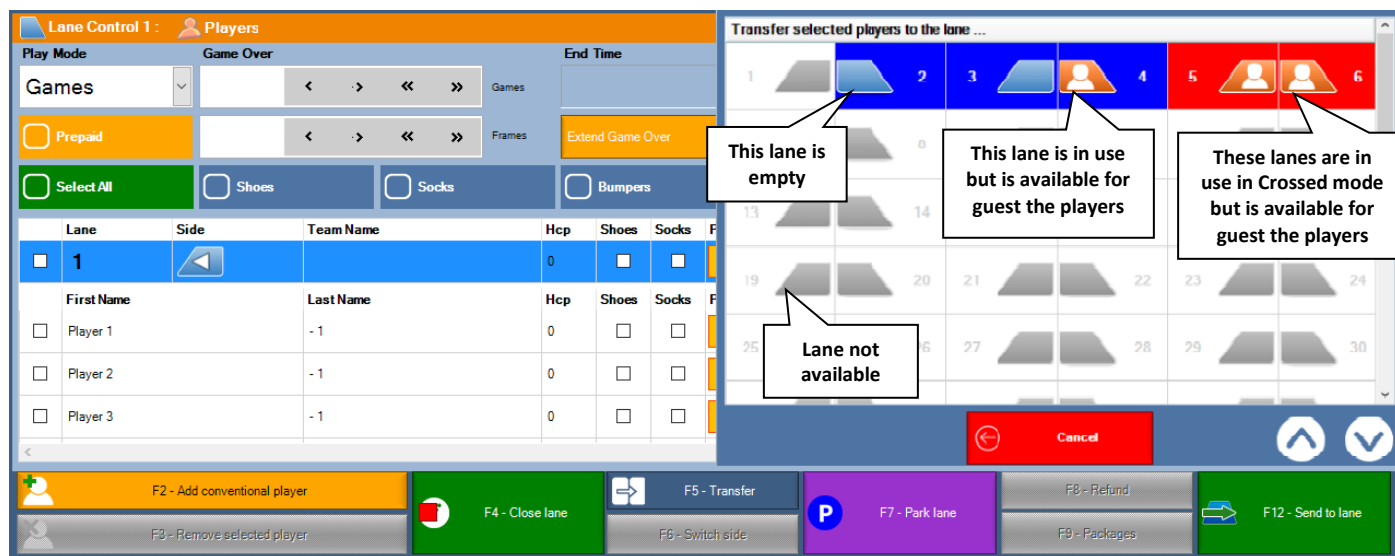 Lane Control 1 : Players
Play Mode Game Over End Time
Games Games
Prepaid Frames Extend Game Over
Select All Shoes Socks Bumpers
Lane Side Team Name Hcp Shoes Socks F
1 0
First Name Last Name Hcp Shoes Socks F
Player 1 - 1 0
Player 2 - 1 0
Player 3 - 1 0
Transfer selected players to the lane ...
1 2 3 4 5 6
8
This lane is
empty
This lane is in use
but is available for
guest the players
These lanes are in
use in Crossed mode
but is available for
guest the players
13 14
19 20 21 22 23 24
25 26 27 28 29 30
Lane not
available
Cancel
F2 - Add conventional player
F3 - Remove selected player
F4 - Close lane
F5 - Transfer
F6 - Switch side
P F7 - Park lane
F8 - Refund
F9 - Packages
F12 - Send to lane